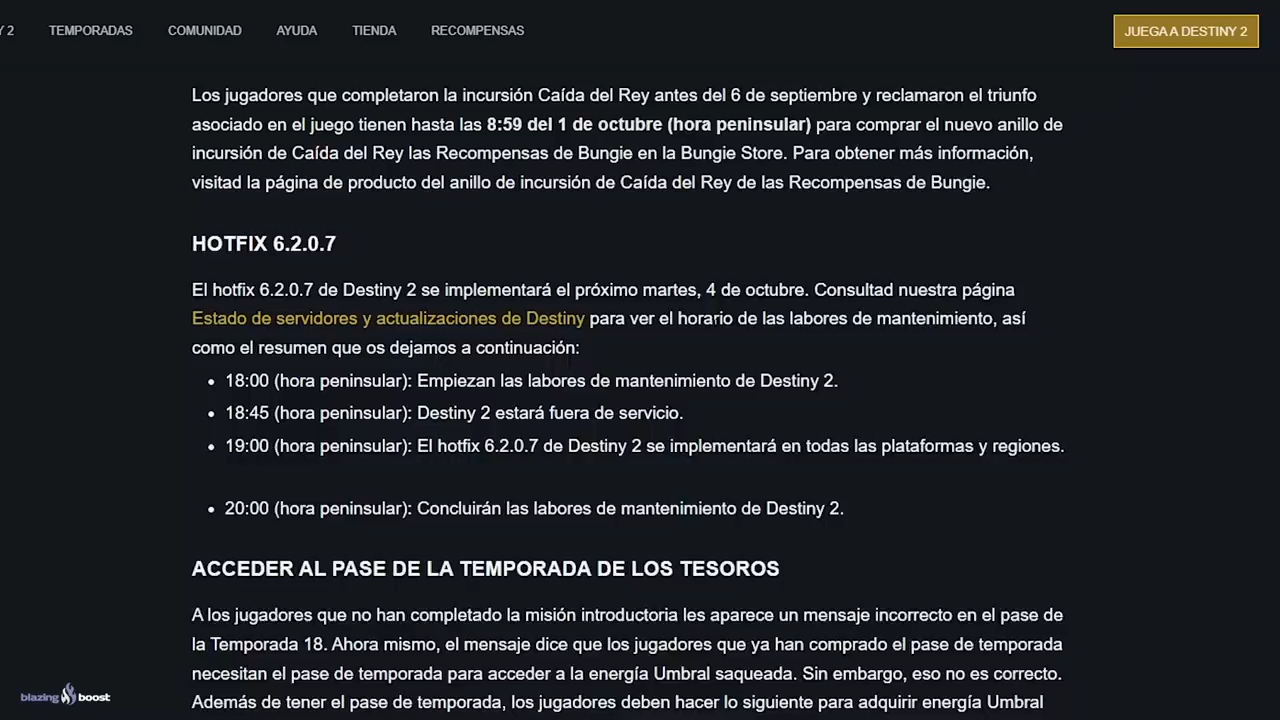 Y 2 TEMPORADAS COMUNIDAD AYUDA TIENDA RECOMPENSAS JUEGA A DESTINY 2
Los jugadores que completaron la incursión Caída del Rey antes del 6 de septiembre y reclamaron el triunfo
asociado en el juego tienen hasta las 8:59 del 1 de octubre (hora peninsular) para comprar el nuevo anillo de
incursión de Caída del Rey las Recompensas de Bungie en la Bungie Store. Para obtener más información,
visitad la página de producto del anillo de incursión de Caída del Rey de las Recompensas de Bungie.
HOTFIX 6.2.0.7
El hotfix 6.2.0.7 de Destiny 2 se implementará el próximo martes, 4 de octubre. Consultad nuestra página
Estado de servidores y actualizaciones de Destiny para ver el horario de las labores de mantenimiento, así
como el resumen que os dejamos a continuación:
• 18:00 (hora peninsular): Empiezan las labores de mantenimiento de Destiny 2.
• 18:45 (hora peninsular): Destiny 2 estará fuera de servicio.
• 19:00 (hora peninsular): El hotfix 6.2.0.7 de Destiny 2 se implementará en todas las plataformas y regiones.
• 20:00 (hora peninsular): Concluirán las labores de mantenimiento de Destiny 2.
ACCEDER AL PASE DE LA TEMPORADA DE LOS TESOROS
A los jugadores que no han completado la misión introductoria les aparece un mensaje incorrecto en el pase de
la Temporada 18. Ahora mismo, el mensaje dice que los jugadores que ya han comprado el pase de temporada
necesitan el pase de temporada para acceder a la energía Umbral saqueada. Sin embargo, eso no es correcto.
Además de tener el pase de temporada, los jugadores deben hacer lo siguiente para adquirir energía Umbral
blazing boost